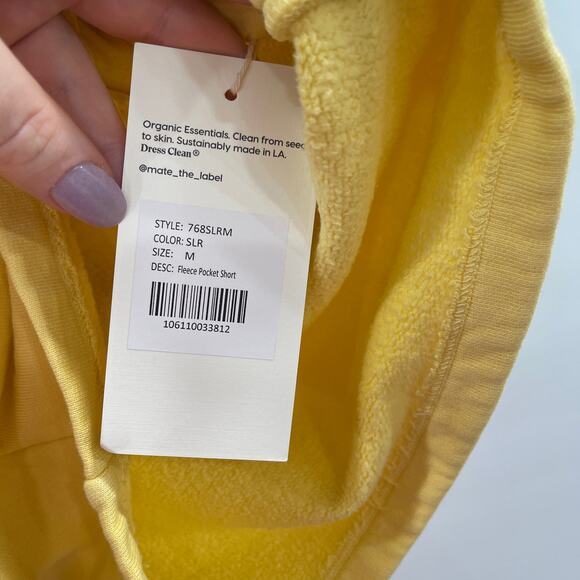 Organic Essentials. Clean from seed
to skin. Sustainably made in LA.
Dress Clean®
@mate_the_label
STYLE: 768SLRM
COLOR: SLR
SIZE: M
DESC: Fleece Pocket Short
106110033812